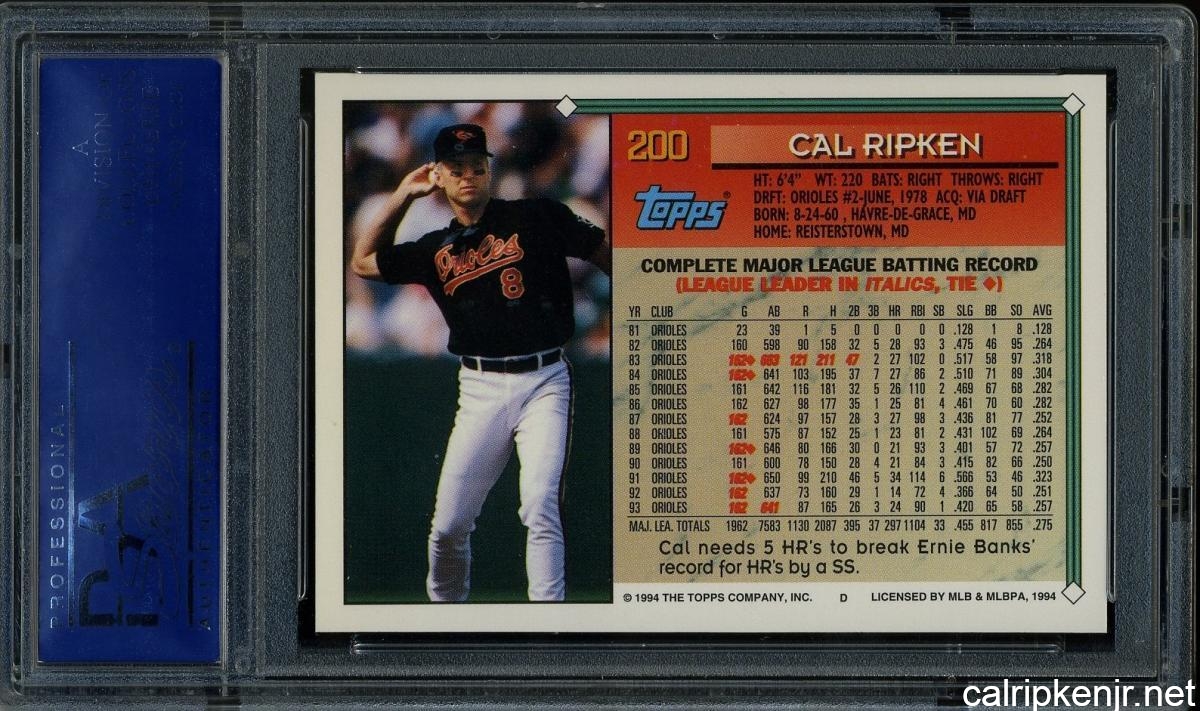 A
DIVISION OF
PROFESSIONAL
PSA
AUTHENTICATOR
Orioles
8
200
CAL RIPKEN
topps®
HT: 6'4" WT: 220 BATS: RIGHT THROWS: RIGHT
DRFT: ORIOLES #2-JUNE, 1978 ACQ: VIA DRAFT
BORN: 8-24-60 , HAVRE-DE-GRACE, MD
HOME: REISTERSTOWN, MD
COMPLETE MAJOR LEAGUE BATTING RECORD
(LEAGUE LEADER IN ITALICS, TIE ◆)
YR CLUB G AB R H 2B 3B HR RBI SB SLG BB SO AVG
81 ORIOLES 23 39 1 5 0 0 0 0 0 .128 1 8 .128
82 ORIOLES 160 598 90 158 32 5 28 93 3 .475 46 95 .264
83 ORIOLES 162◆ 663 121 211 47 2 27 102 0 .517 58 97 .318
84 ORIOLES 162◆ 641 103 195 37 7 27 86 2 .510 71 89 .304
85 ORIOLES 161 642 116 181 32 5 26 110 2 .469 67 68 .282
86 ORIOLES 162 627 98 177 35 1 25 81 4 .461 70 60 .282
87 ORIOLES 162 624 97 157 28 3 27 98 3 .436 81 77 .252
88 ORIOLES 161 575 87 152 25 1 23 81 2 .431 102 69 .264
89 ORIOLES 162◆ 646 80 166 30 0 21 93 3 .401 57 72 .257
90 ORIOLES 161 600 78 150 28 4 21 84 3 .415 82 66 .250
91 ORIOLES 162◆ 650 99 210 46 5 34 114 6 .566 53 46 .323
92 ORIOLES 162 637 73 160 29 1 14 72 4 .366 64 50 .251
93 ORIOLES 162 641 87 165 26 3 24 90 1 .420 65 58 .257
MAJ. LEA. TOTALS 1962 7583 1130 2087 395 37 297 1104 33 .455 817 855 .275
Cal needs 5 HR's to break Ernie Banks'
record for HR's by a SS.
© 1994 THE TOPPS COMPANY, INC. D LICENSED BY MLB & MLBPA, 1994
calripkenjr.net